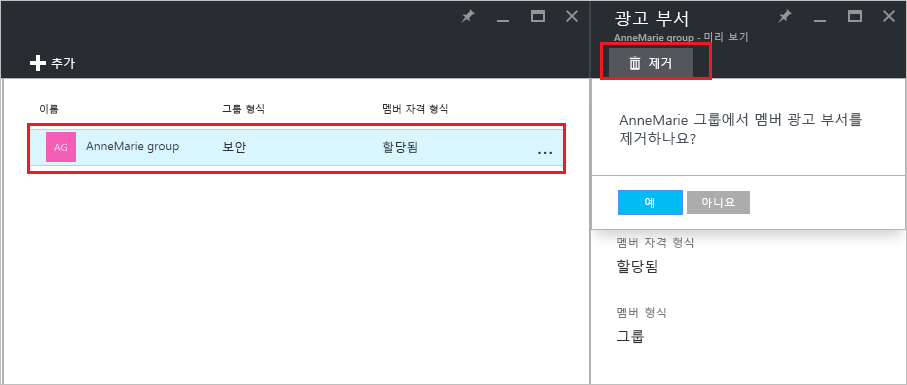 추가
이름 그룹 형식 멤버 자격 형식
AG AnneMarie group 보안 할당됨 ...
광고 부서
AnneMarie group - 미리 보기
제거
AnneMarie 그룹에서 멤버 광고 부서를
제거하나요?
예 아니요
멤버 자격 형식
할당됨
멤버 형식
그룹